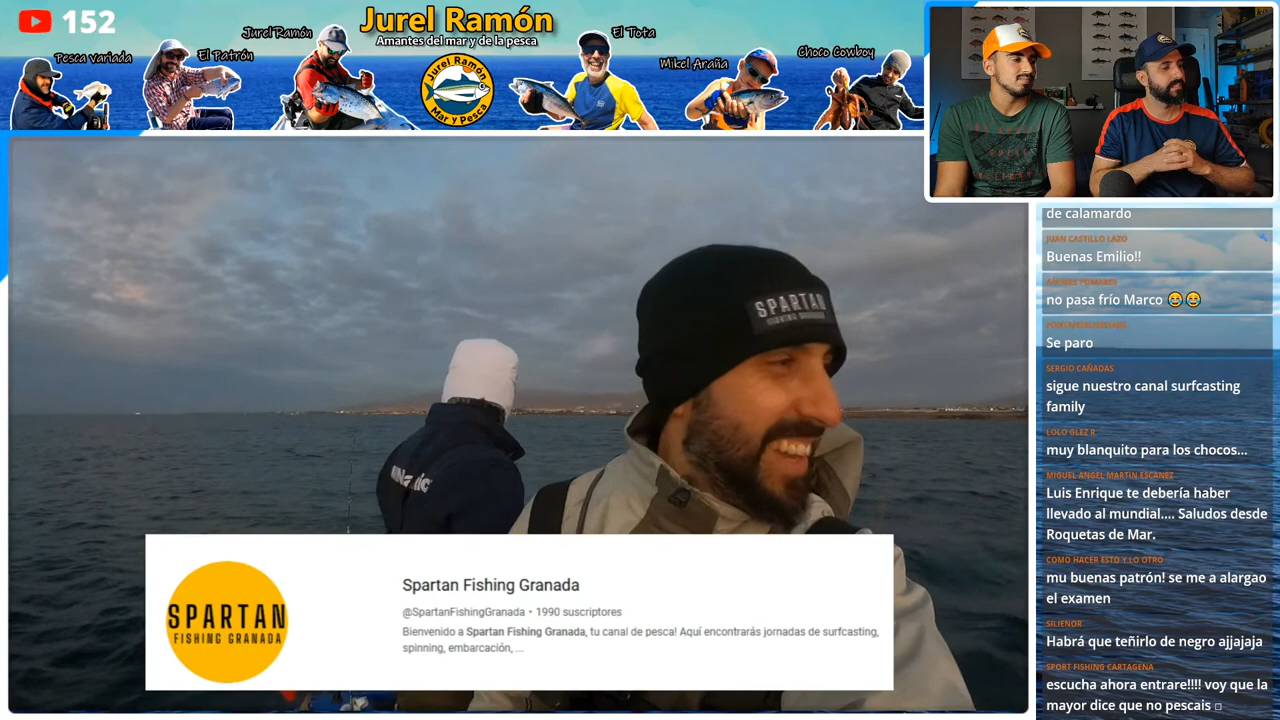 152
Jurel Ramón
Amantes del mar y de la pesca
Pesca variada
El Patrón
Jurel Ramón
El Tota
Mikel Araña
Choco Cowboy
Jurel Ramón
Mar y Pesca
SPARTAN
FISHING GRANADA
SPARTAN
FISHING GRANADA
Spartan Fishing Granada
@SpartanFishingGranada • 1990 suscriptores
Bienvenido a Spartan Fishing Granada, tu canal de pesca! Aquí encontrarás jornadas de surfcasting,
spinning, embarcación, ...
de calamardo
JUAN CASTILLO LAZO
Buenas Emilio!!
no pasa frío Marco 😂😂
Se paro
SERGIO CAÑADAS
sigue nuestro canal surfcasting
family
LOLO GLEZ R
muy blanquito para los chocos...
MIGUEL ANGEL MARTIN ESCANEZ
Luis Enrique te debería haber
llevado al mundial.... Saludos desde
Roquetas de Mar.
COMO HACER ESTO Y LO OTRO
mu buenas patrón! se me a alargao
el examen
SILIENOR
Habrá que teñirlo de negro ajjajaja
SPORT FISHING CARTAGENA
escucha ahora entrare!!!! voy que la
mayor dice que no pescais □